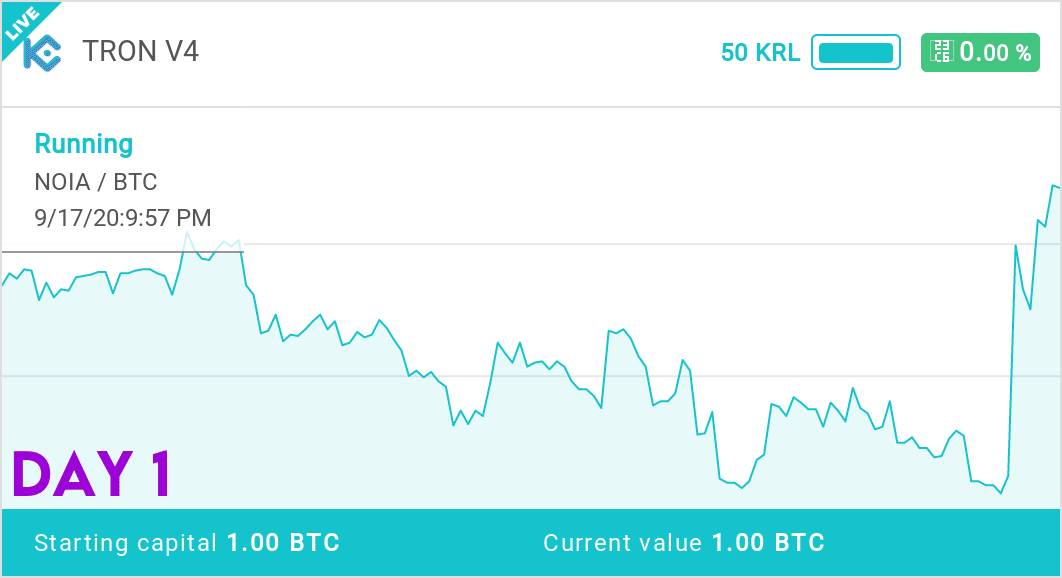 LIVE
TRON V4
50 KRL
0.00 %
Running
NOIA / BTC
9/17/20:9:57 PM
DAY 1
Starting capital 1.00 BTC
Current value 1.00 BTC